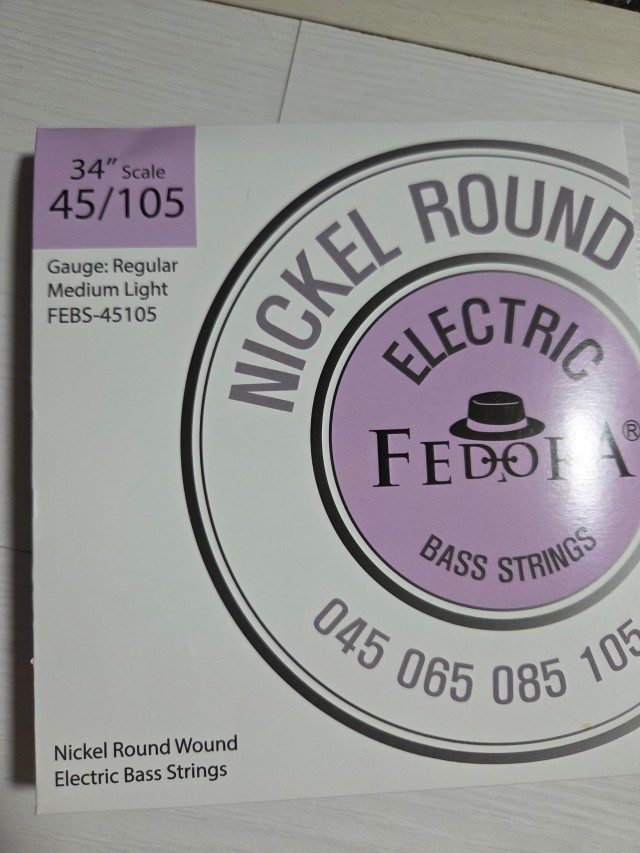 34” Scale
45/105
Gauge: Regular
Medium Light
FEBS-45105
NICKEL ROUND
ELECTRIC
FEDORA®
BASS STRINGS
045 065 085 105
Nickel Round Wound
Electric Bass Strings